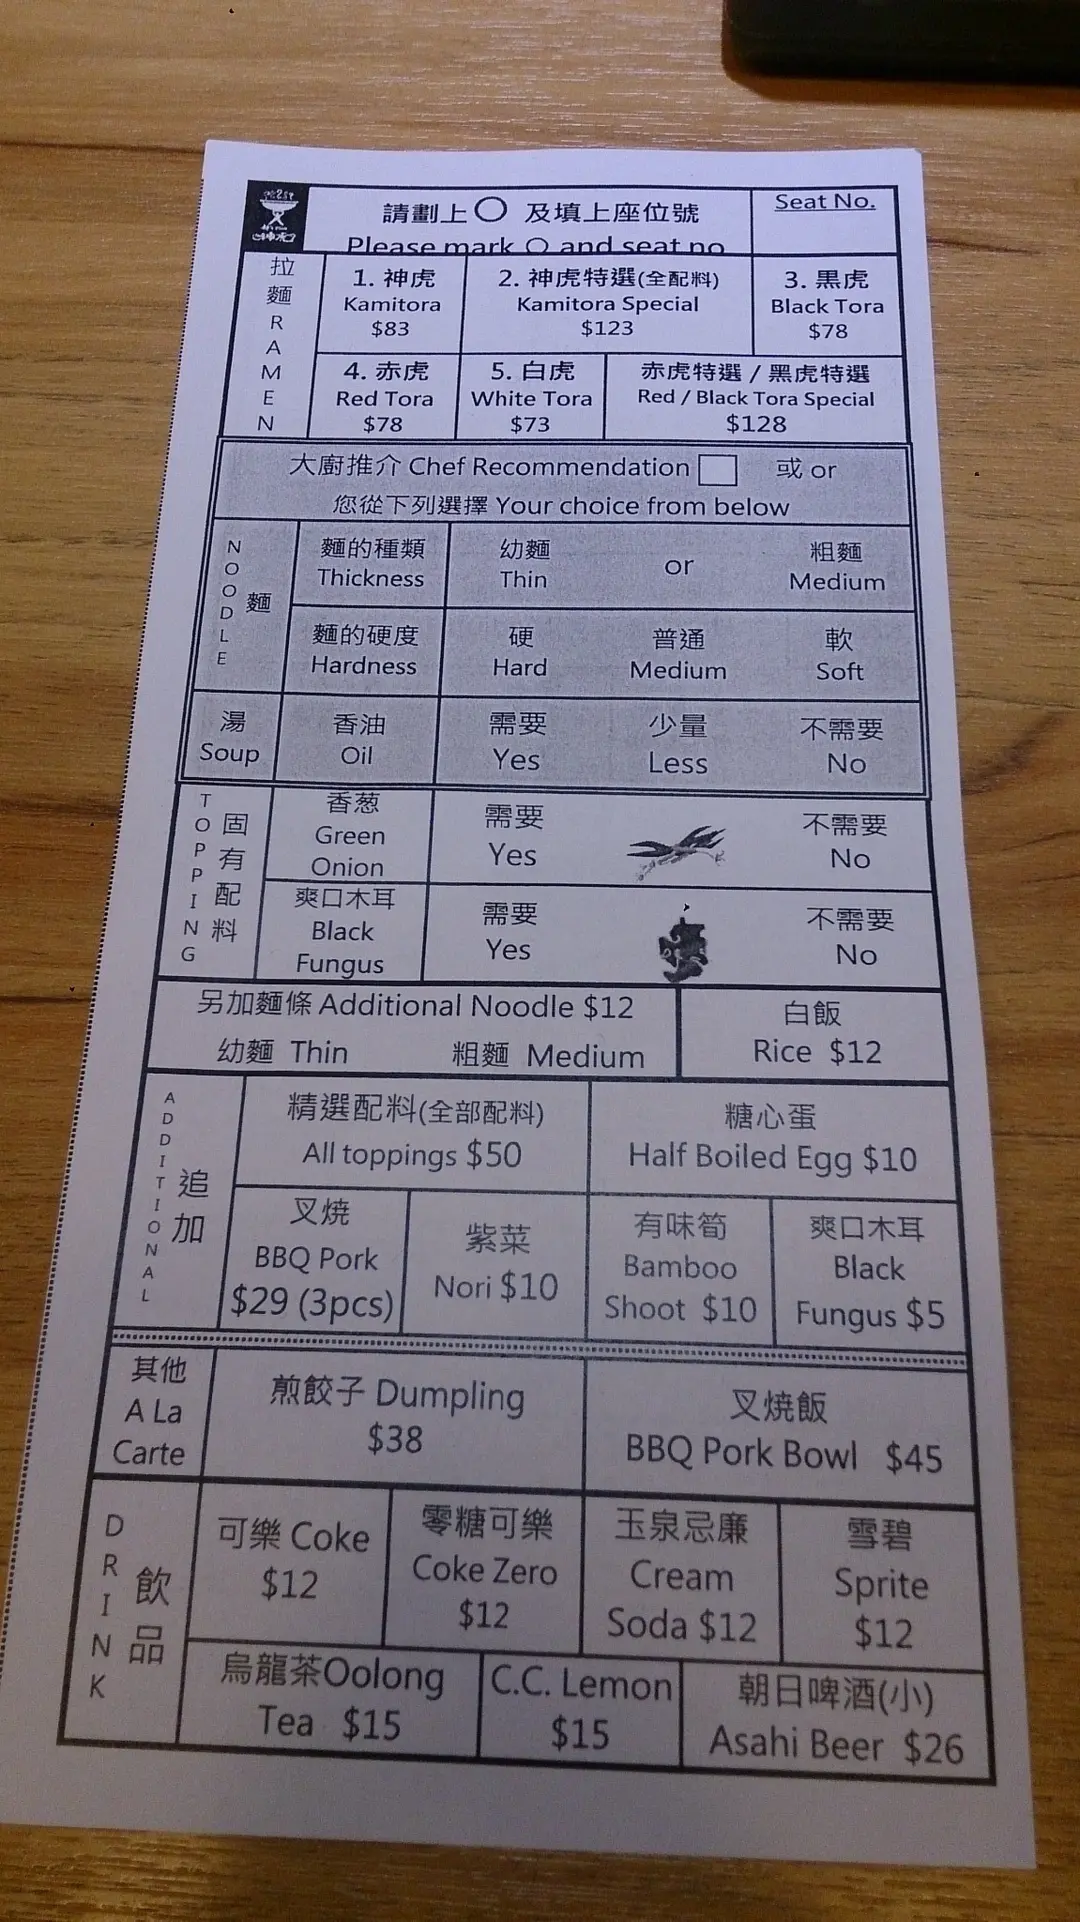 請劃上○ 及填上座位號
Please mark ○ and seat no
Seat No.
拉麵 RAMEN
1. 神虎
Kamitora
$83
2. 神虎特選(全配料)
Kamitora Special
$123
3. 黑虎
Black Tora
$78
4. 赤虎
Red Tora
$78
5. 白虎
White Tora
$73
赤虎特選 / 黑虎特選
Red / Black Tora Special
$128
大廚推介 Chef Recommendation 或 or
您從下列選擇 Your choice from below
NOODLE 麵
麵的種類
Thickness
幼麵
Thin
or
粗麵
Medium
麵的硬度
Hardness
硬
Hard
普通
Medium
軟
Soft
湯
Soup
香油
Oil
需要
Yes
少量
Less
不需要
No
TOPPING 固有配料
香葱
Green
Onion
需要
Yes
不需要
No
爽口木耳
Black
Fungus
需要
Yes
不需要
No
另加麵條 Additional Noodle $12
幼麵 Thin 粗麵 Medium
白飯
Rice $12
ADDITIONAL 追加
精選配料(全部配料)
All toppings $50
糖心蛋
Half Boiled Egg $10
叉燒
BBQ Pork
$29 (3pcs)
紫菜
Nori $10
有味筍
Bamboo
Shoot $10
爽口木耳
Black
Fungus $5
其他
A La
Carte
煎餃子 Dumpling
$38
叉燒飯
BBQ Pork Bowl $45
DRINK 飲品
可樂 Coke
$12
零糖可樂
Coke Zero
$12
玉泉忌廉
Cream
Soda $12
雪碧
Sprite
$12
烏龍茶Oolong
Tea $15
C.C. Lemon
$15
朝日啤酒(小)
Asahi Beer $26